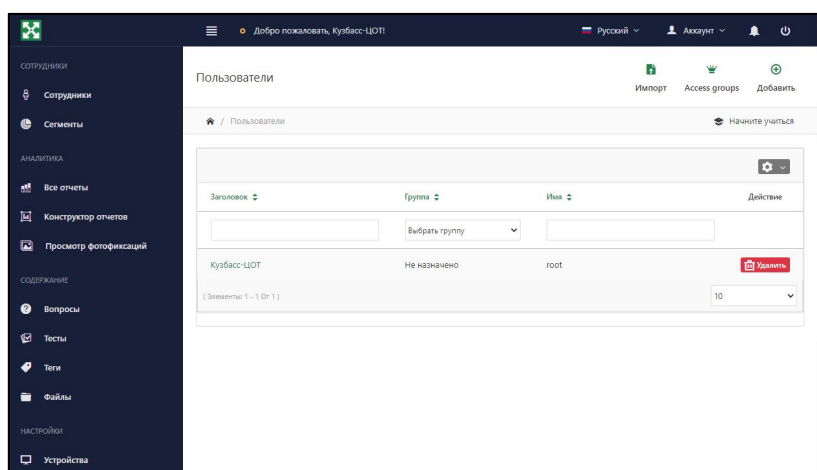 Добро пожаловать, Кузбасс-ЦОТ!
Русский
Аккаунт
СОТРУДНИКИ
Сотрудники
Сегменты
АНАЛИТИКА
Все отчеты
Конструктор отчетов
Просмотр фотофиксаций
СОДЕРЖАНИЕ
Вопросы
Тесты
Теги
Файлы
НАСТРОЙКИ
Устройства
Пользователи
Импорт
Access groups
Добавить
/ Пользователи
Начните учиться
Заголовок Группа Имя Действие
Выбрать группу
Кузбасс-ЦОТ Не назначено root Удалить
( Элементы: 1 - 1 От 1 ) 10